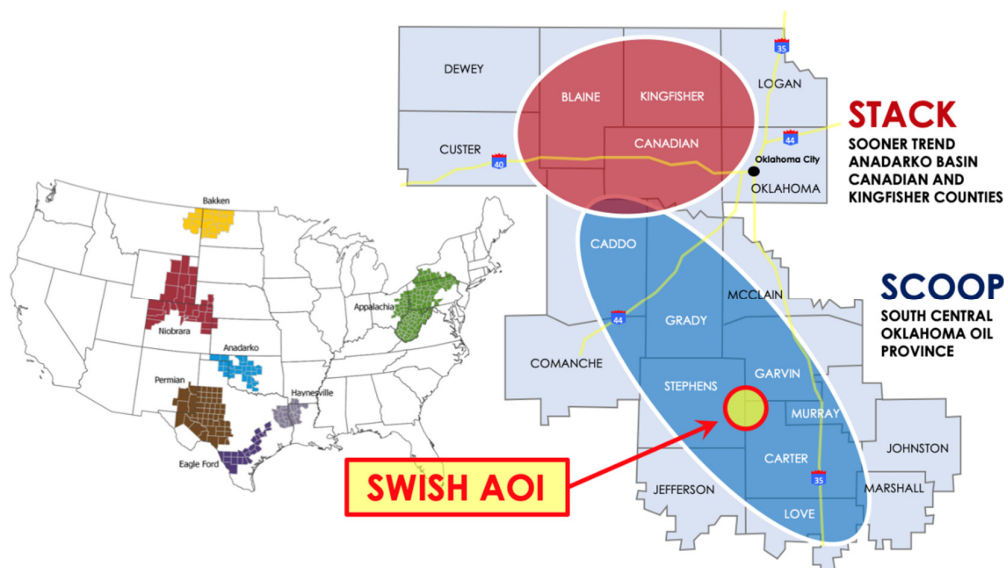 Bakken
Appalachia
Niobrara
Anadarko
Permian
Haynesville
Eagle Ford
SWISH AOI
35
DEWEY
LOGAN
BLAINE
KINGFISHER
44
CUSTER
CANADIAN
40
Oklahoma City
OKLAHOMA
CADDO
MCCLAIN
44
GRADY
COMANCHE
STEPHENS
GARVIN
MURRAY
JOHNSTON
CARTER
35
MARSHALL
JEFFERSON
LOVE
STACK
SOONER TREND
ANADARKO BASIN
CANADIAN AND
KINGFISHER COUNTIES
SCOOP
SOUTH CENTRAL
OKLAHOMA OIL
PROVINCE